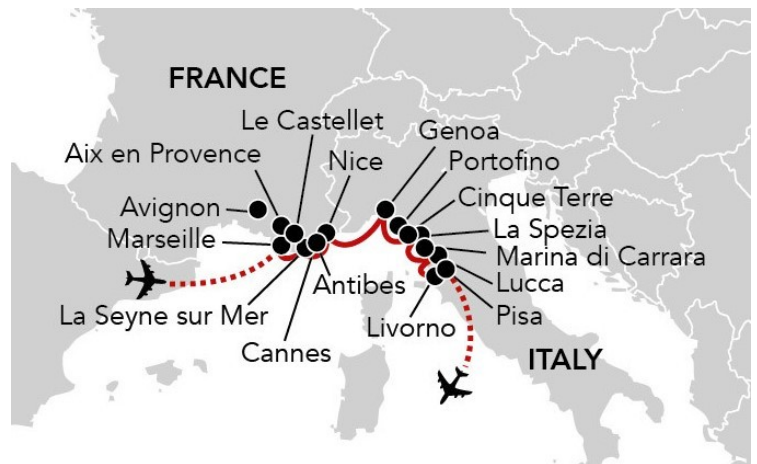 FRANCE
Le Castellet
Genoa
Aix en Provence
Nice
Portofino
Cinque Terre
Avignon
La Spezia
Marseille
Marina di Carrara
Antibes
Lucca
La Seyne sur Mer
Livorno
Pisa
Cannes
ITALY